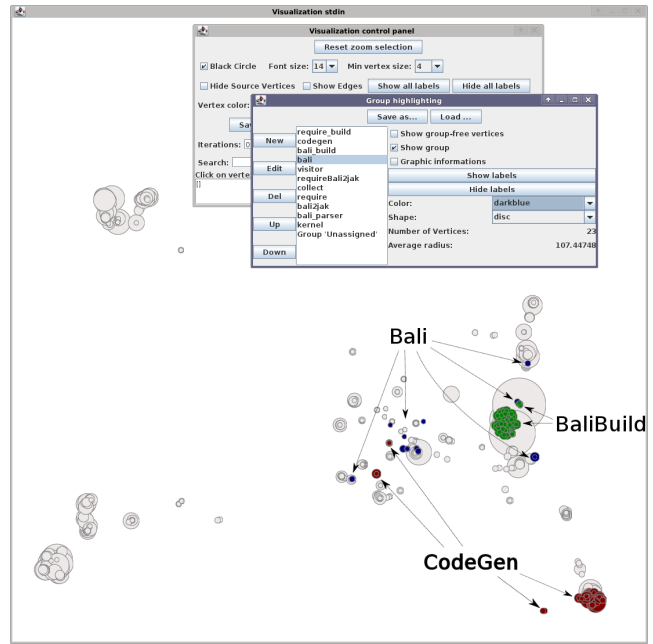 Visualization stdin
Visualization control panel
Reset zoom selection
Black Circle Font size: 14 Min vertex size: 4
Hide Source Vertices Show Edges Show all labels Hide all labels
Vertex color:
Group highlighting
Save as... Load ...
Iterations:
Search:
Click on verte
[]
New
Edit
Del
Up
Down
require_build
codegen
bali_build
bali
visitor
requireBali2jak
collect
require
bali2jak
bali_parser
kernel
Group 'Unassigned'
Show group-free vertices
Show group
Graphic informations
Show labels
Hide labels
Color: darkblue
Shape: disc
Number of Vertices: 23
Average radius: 107.44748
Bali
BaliBuild
CodeGen